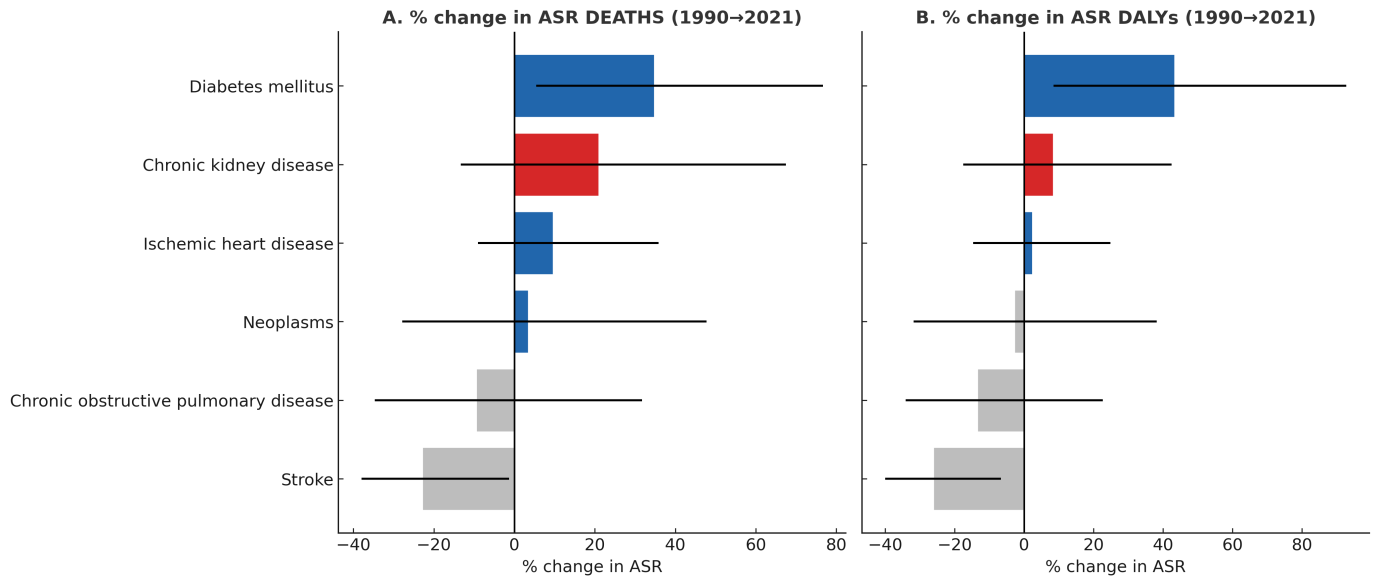 A. % change in ASR DEATHS (1990→2021)
B. % change in ASR DALYs (1990→2021)
Diabetes mellitus
Chronic kidney disease
Ischemic heart disease
Neoplasms
Chronic obstructive pulmonary disease
Stroke
−40 −20 0 20 40 60 80
−40 −20 0 20 40 60 80
% change in ASR
% change in ASR